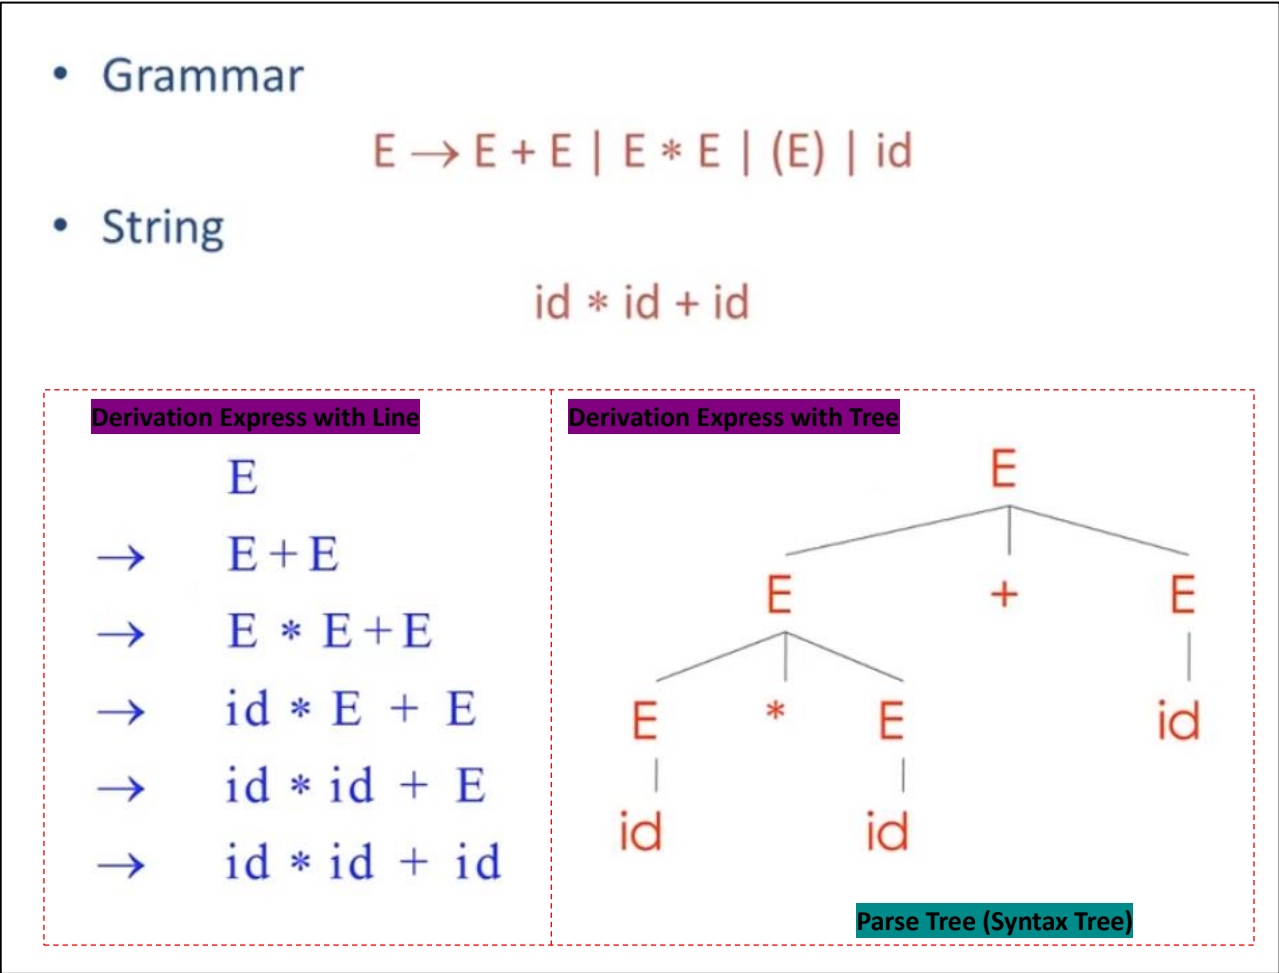 • Grammar
E → E + E | E * E | (E) | id
• String
id * id + id
Derivation Express with Line
E
→ E + E
→ E * E + E
→ id * E + E
→ id * id + E
→ id * id + id
Derivation Express with Tree
E
E + E
E * E id
id id
Parse Tree (Syntax Tree)